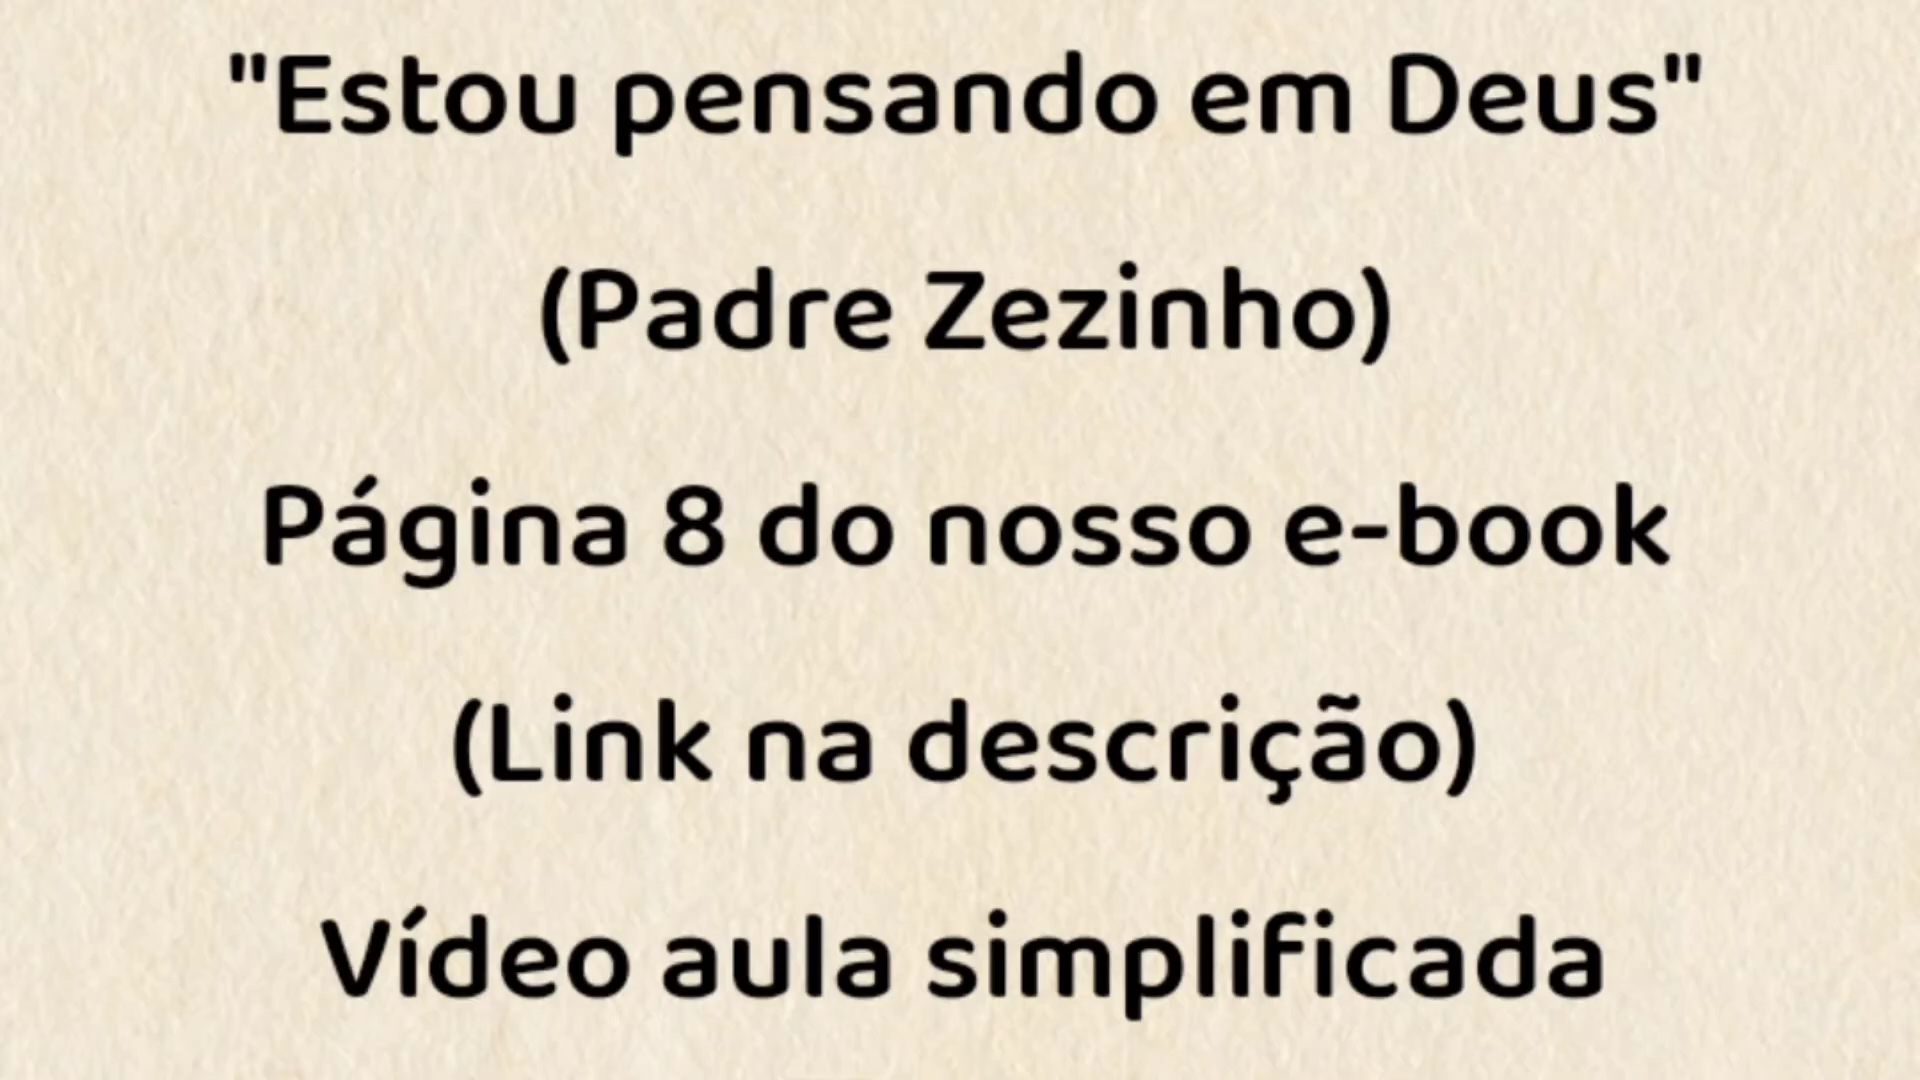 "Estou pensando em Deus"
(Padre Zezinho)
Página 8 do nosso e-book
(Link na descrição)
Vídeo aula simplificada